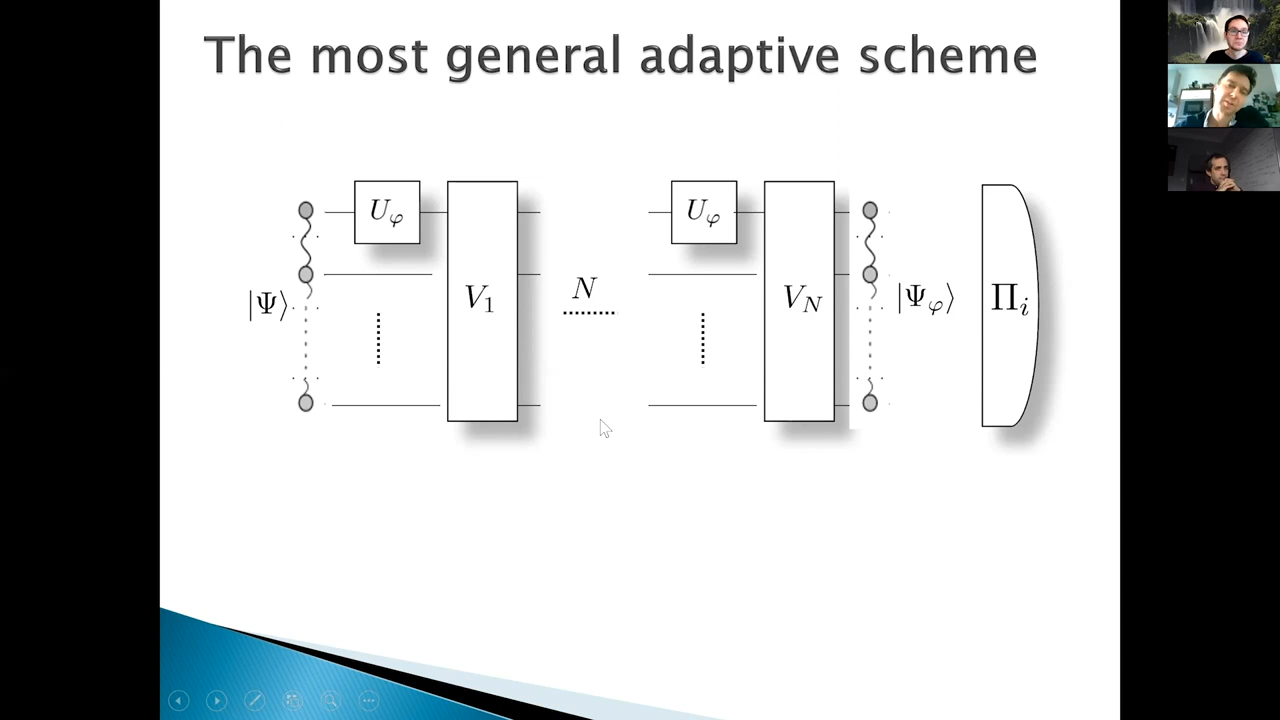 The most general adaptive scheme
U_φ
U_φ
|Ψ⟩
V_1
N
V_N
|Ψ_φ⟩
Π_i